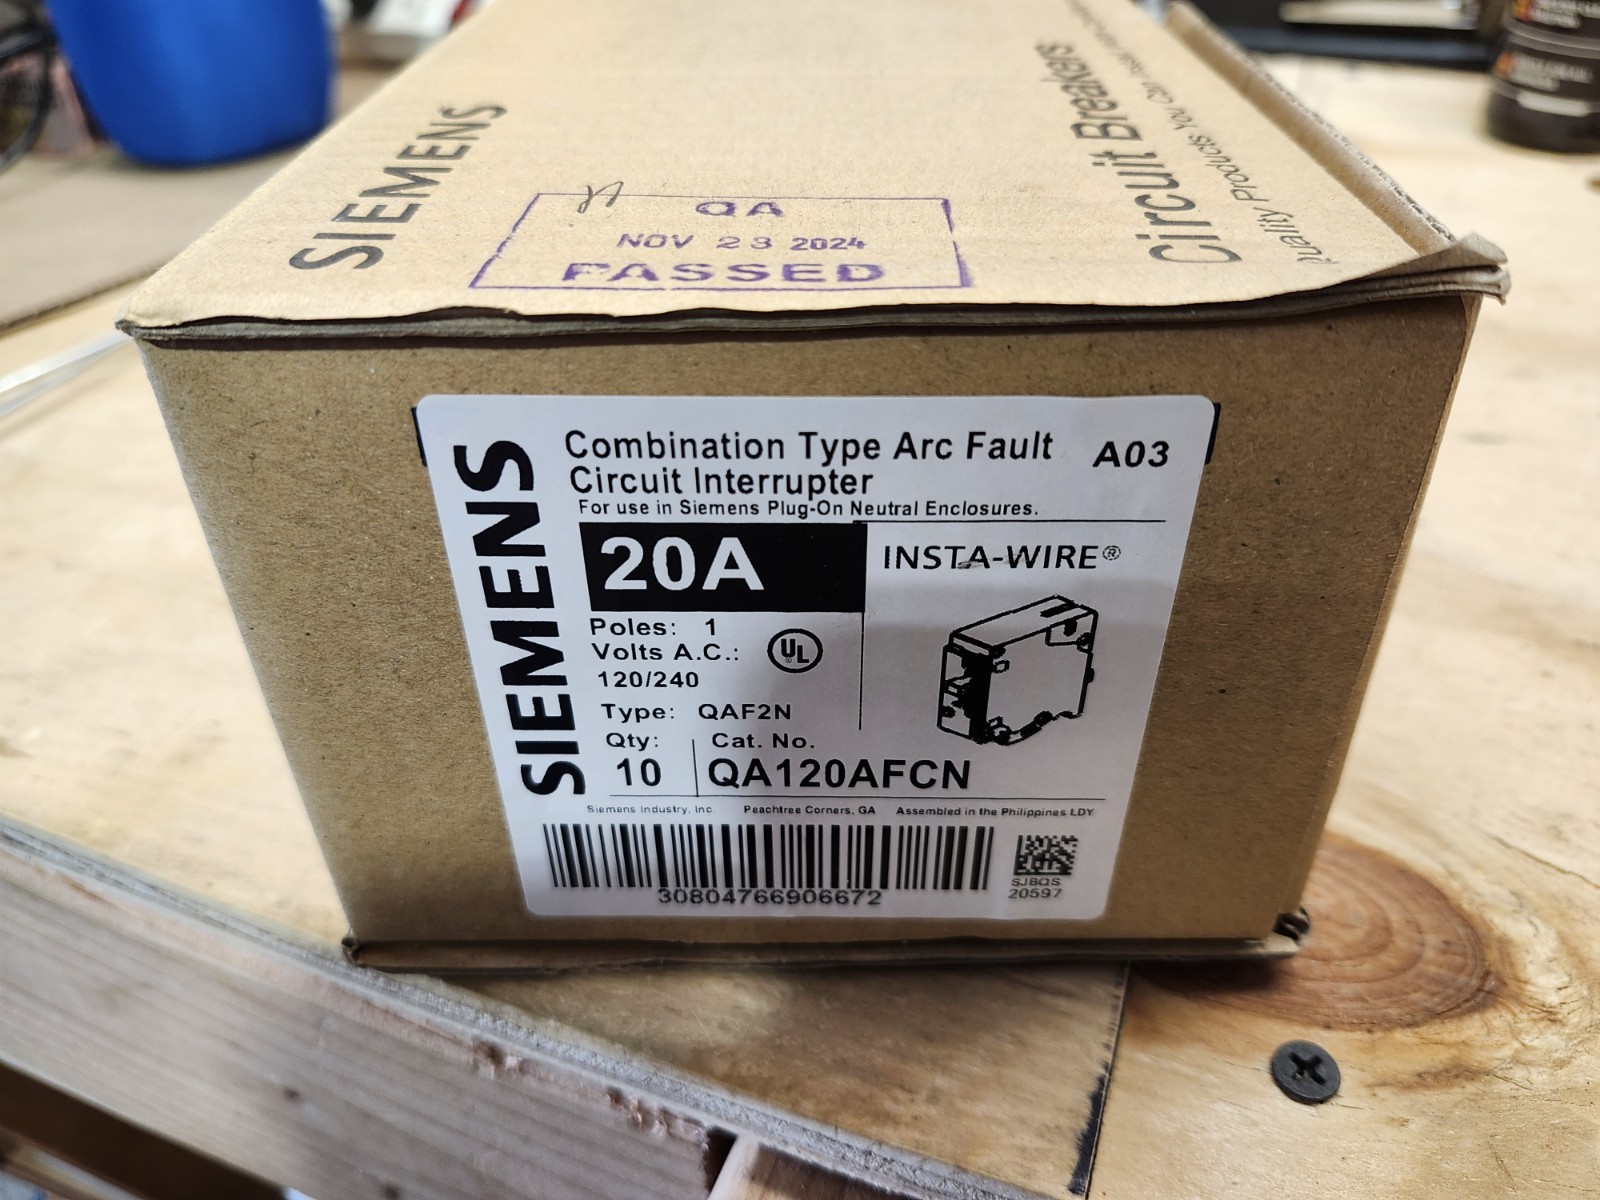 SIEMENS
Circuit Breakers
QA
NOV 23 2024
PASSED
SIEMENS
Combination Type Arc Fault
Circuit Interrupter
A03
For use in Siemens Plug-On Neutral Enclosures.
20A
INSTA-WIRE®
Poles: 1
Volts A.C.:
120/240
UL
Type: QAF2N
Qty:
Cat. No.
10
QA120AFCN
Siemens Industry, Inc. Peachtree Corners, GA Assembled in the Philippines LDY
30804766906672
SJBQS
20597